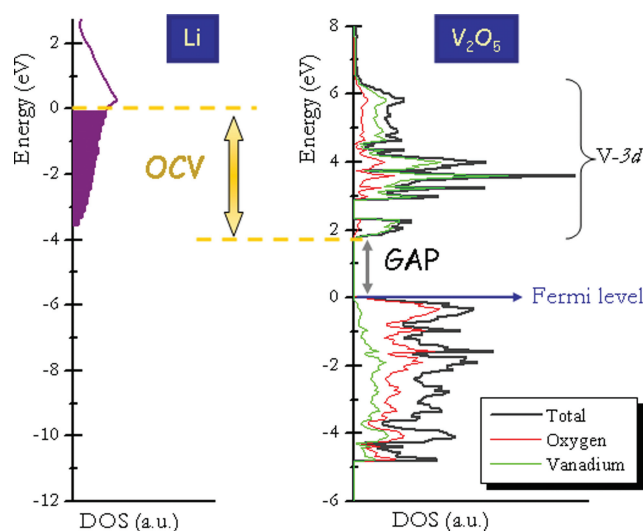 Li
Energy (eV)
2
0
-2
-4
-6
-8
-10
-12
DOS (a.u.)
OCV
V₂O₅
Energy (eV)
8
6
4
2
0
-2
-4
-6
DOS (a.u.)
V-3d
GAP
Fermi level
Total
Oxygen
Vanadium